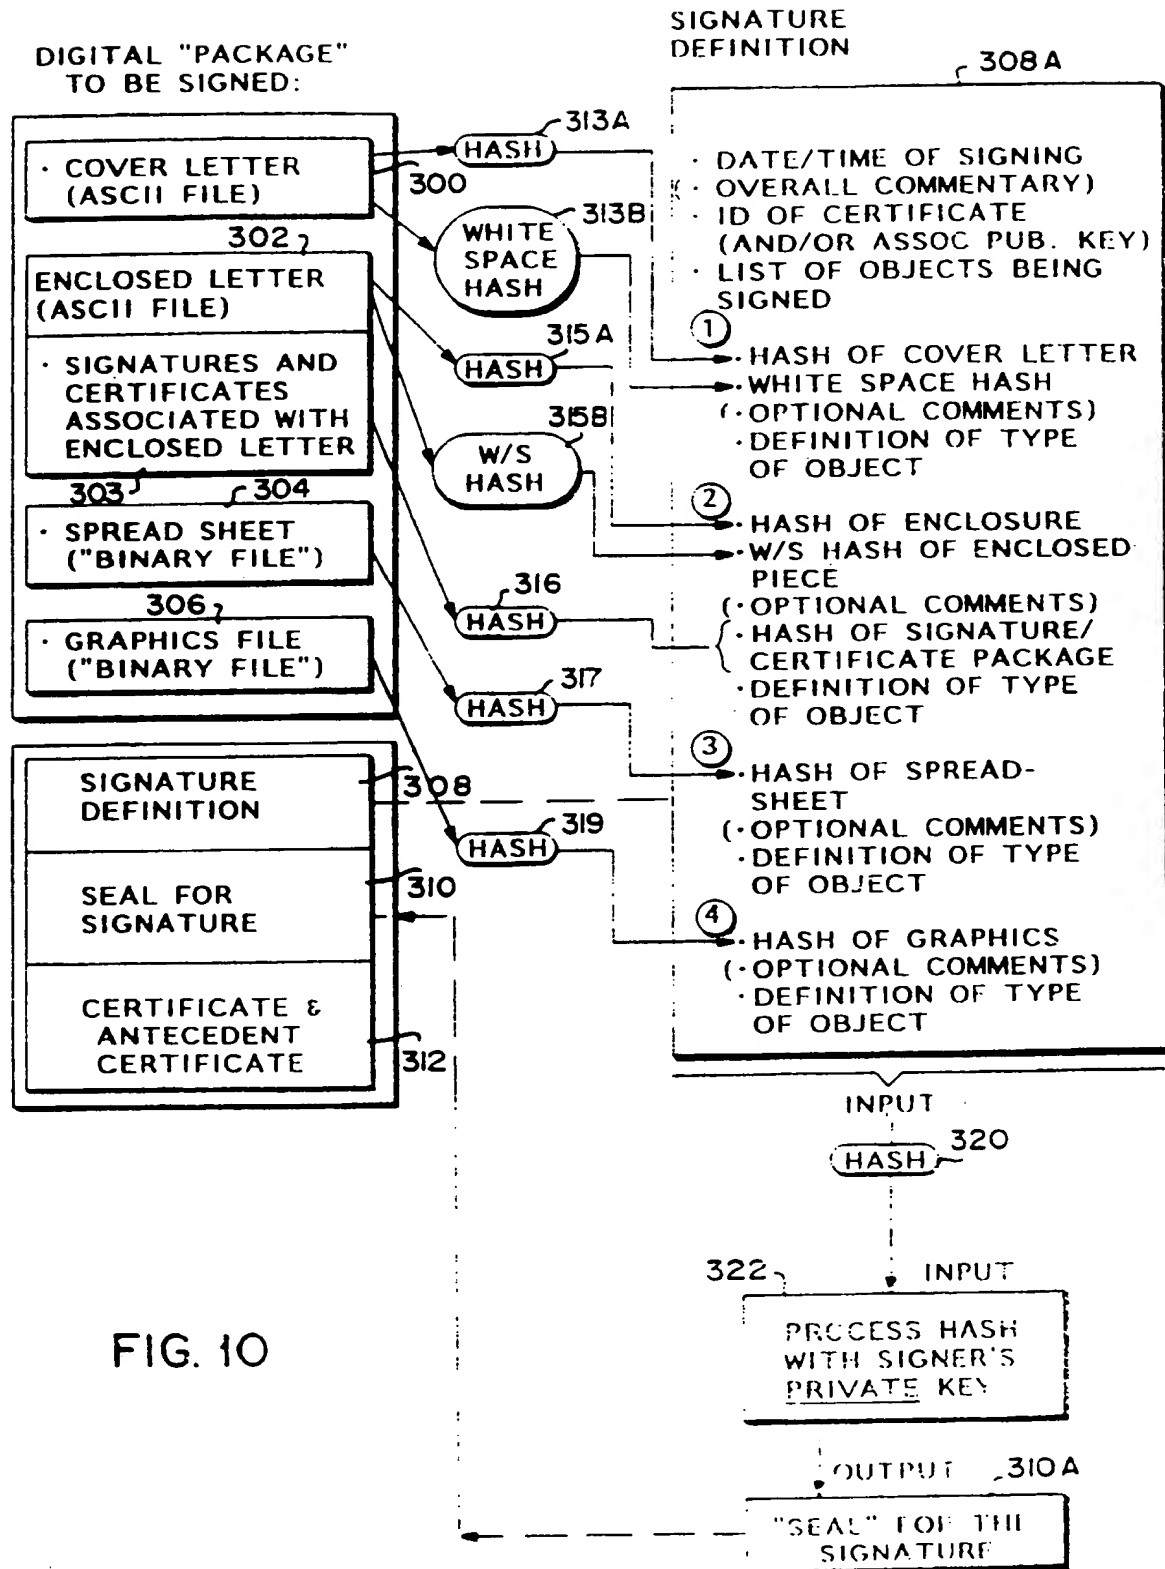 DIGITAL "PACKAGE"
TO BE SIGNED:
· COVER LETTER
(ASCII FILE)
300
302
ENCLOSED LETTER
(ASCII FILE)
· SIGNATURES AND
CERTIFICATES
ASSOCIATED WITH
ENCLOSED LETTER
303
304
· SPREAD SHEET
("BINARY FILE")
306
· GRAPHICS FILE
("BINARY FILE")
SIGNATURE
DEFINITION
308
SEAL FOR
SIGNATURE
310
CERTIFICATE &
ANTECEDENT
CERTIFICATE
312
313A
HASH
313B
WHITE
SPACE
HASH
315A
HASH
315B
W/S
HASH
316
HASH
317
HASH
319
HASH
SIGNATURE
DEFINITION
308A
· DATE/TIME OF SIGNING
(· OVERALL COMMENTARY)
· ID OF CERTIFICATE
(AND/OR ASSOC PUB. KEY)
· LIST OF OBJECTS BEING
SIGNED
1
· HASH OF COVER LETTER
· WHITE SPACE HASH
(· OPTIONAL COMMENTS)
· DEFINITION OF TYPE
OF OBJECT
2
· HASH OF ENCLOSURE
· W/S HASH OF ENCLOSED
PIECE
(· OPTIONAL COMMENTS)
· HASH OF SIGNATURE/
CERTIFICATE PACKAGE
· DEFINITION OF TYPE
OF OBJECT
3
· HASH OF SPREAD-
SHEET
(· OPTIONAL COMMENTS)
· DEFINITION OF TYPE
OF OBJECT
4
· HASH OF GRAPHICS
(· OPTIONAL COMMENTS)
· DEFINITION OF TYPE
OF OBJECT
INPUT
HASH
320
322
INPUT
PROCESS HASH
WITH SIGNER'S
PRIVATE KEY
OUTPUT
310A
"SEAL" FOR THE
SIGNATURE
FIG. 10